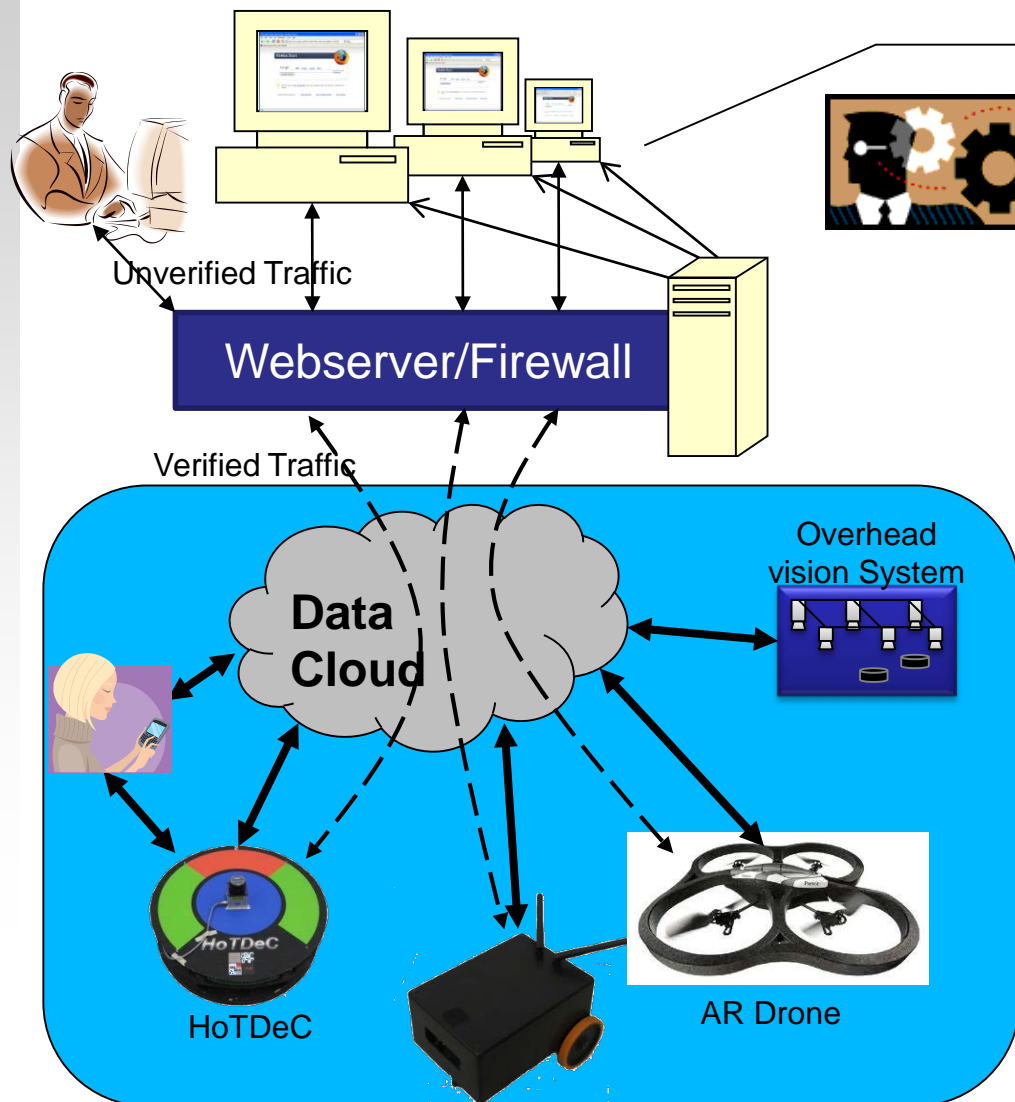 Unverified Traffic
Webserver/Firewall
Verified Traffic
Overhead
vision System
Data
Cloud
HoTDeC
HoTDeC
AR Drone